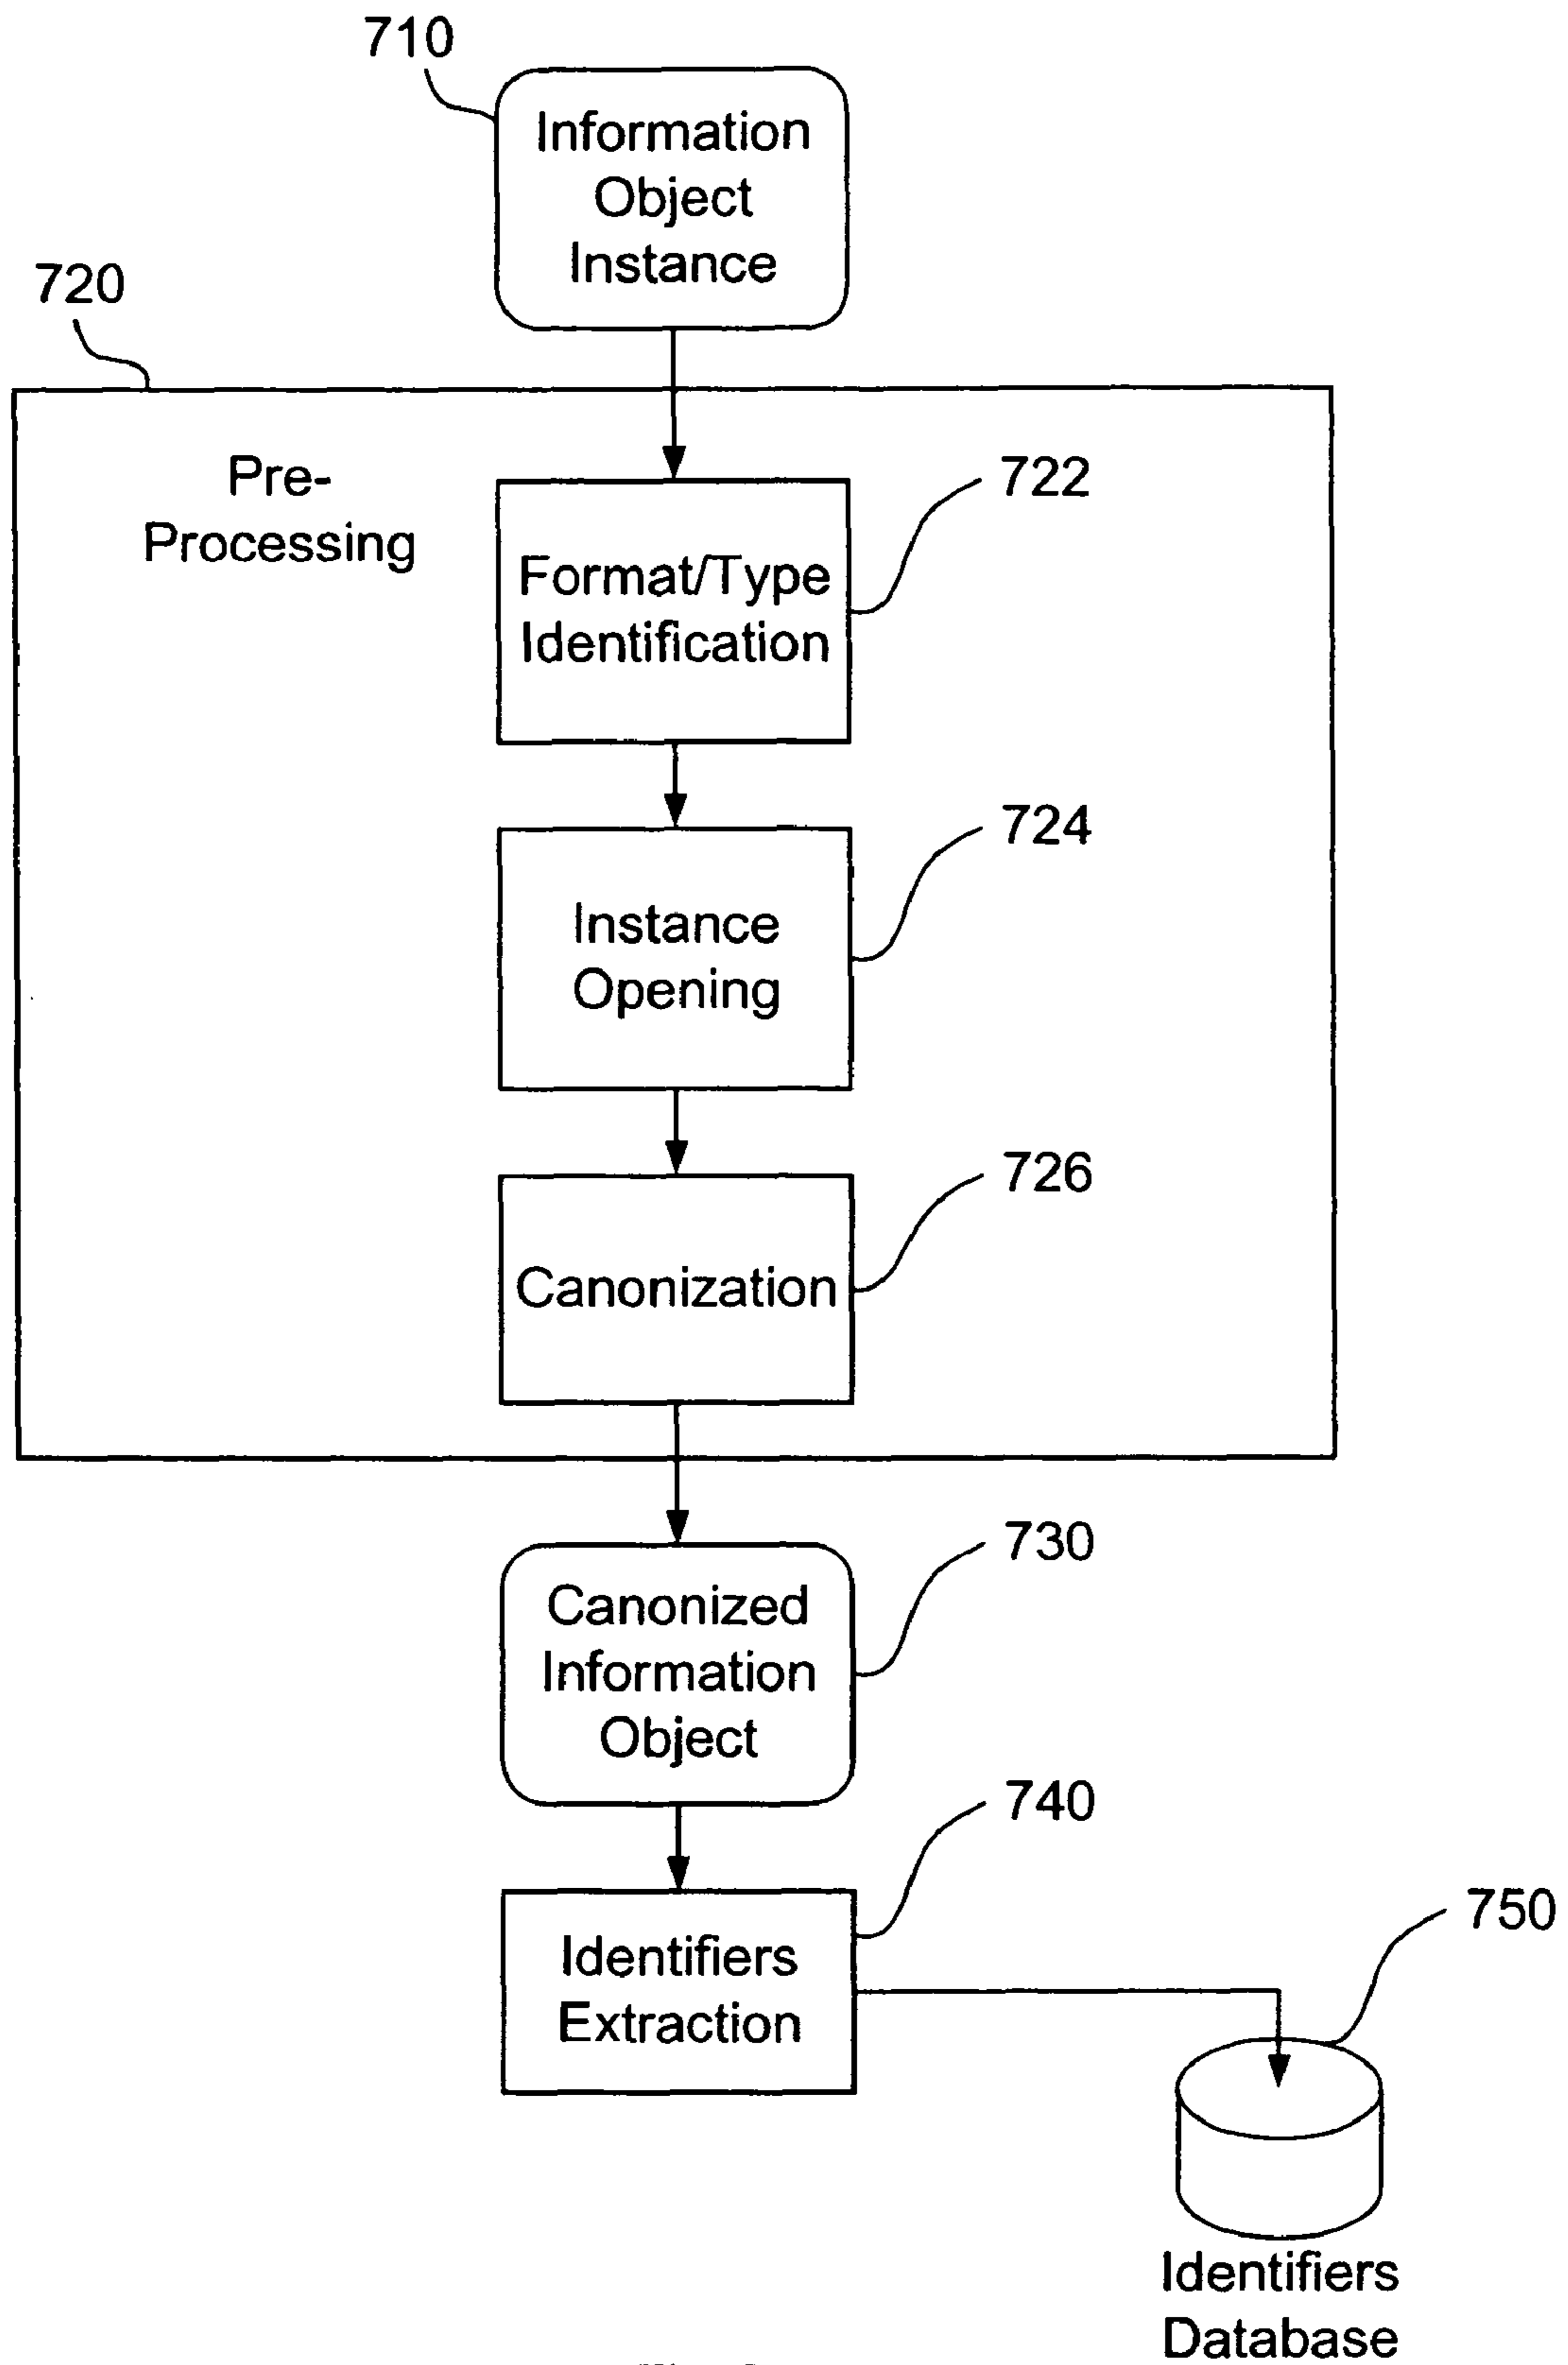 710
Information
Object
Instance
720
Pre-
Processing
722
Format/Type
Identification
724
Instance
Opening
726
Canonization
730
Canonized
Information
Object
740
Identifiers
Extraction
750
Identifiers
Database